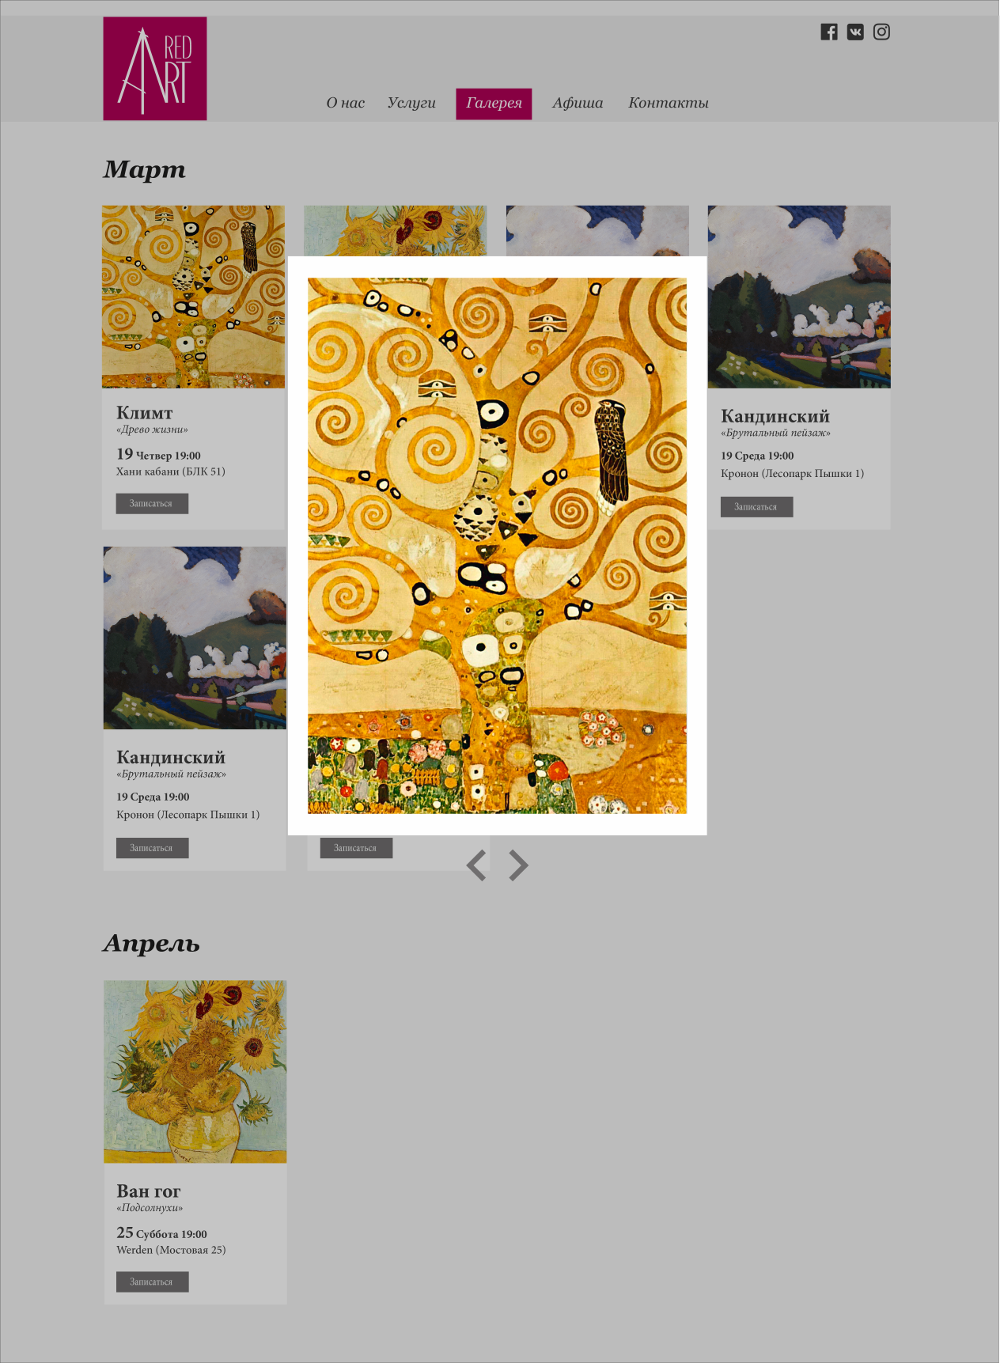 RED
ART
О нас Услуги Галерея Афиша Контакты
Март
Климт
«Древо жизни»
19 Четвер 19:00
Хани кабани (БЛК 51)
Записаться
Кандинский
«Брутальный пейзаж»
19 Среда 19:00
Кронон (Лесопарк Пышки 1)
Записаться
Кандинский
«Брутальный пейзаж»
19 Среда 19:00
Кронон (Лесопарк Пышки 1)
Записаться
Записаться
Апрель
Ван гог
«Подсолнухи»
25 Суббота 19:00
Werden (Мостовая 25)
Записаться